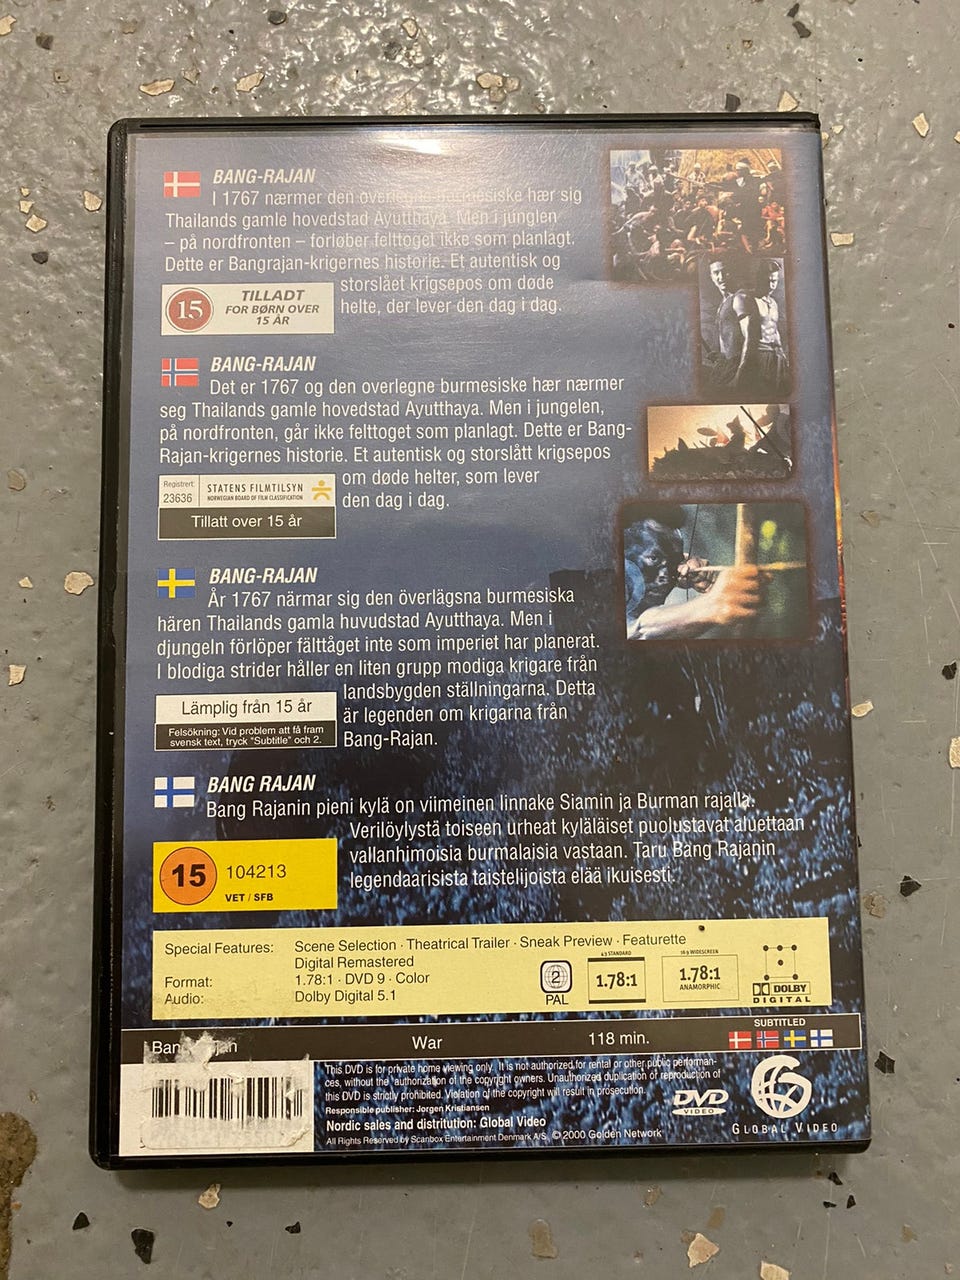 BANG-RAJAN
I 1767 nærmer den overlegne burmesiske hær sig
Thailands gamle hovedstad Ayutthaya. Men i junglen
– på nordfronten – forløber felttoget ikke som planlagt.
Dette er Bangrajan-krigernes historie. Et autentisk og
storslået krigsepos om døde
helte, der lever den dag i dag.
15
TILLADT
FOR BØRN OVER
15 ÅR
BANG-RAJAN
Det er 1767 og den overlegne burmesiske hær nærmer
seg Thailands gamle hovedstad Ayutthaya. Men i jungelen,
på nordfronten, går ikke felttoget som planlagt. Dette er Bang-
Rajan-krigernes historie. Et autentisk og storslått krigsepos
om døde helter, som lever
den dag i dag.
Registrert:
23636
STATENS FILMTILSYN
NORWEGIAN BOARD OF FILM CLASSIFICATION
Tillatt over 15 år
BANG-RAJAN
År 1767 närmar sig den överlägsna burmesiska
hären Thailands gamla huvudstad Ayutthaya. Men i
djungeln förlöper fälttåget inte som imperiet har planerat.
I blodiga strider håller en liten grupp modiga krigare från
landsbygden ställningarna. Detta
är legenden om krigarna från
Bang-Rajan.
Lämplig från 15 år
Felsökning: Vid problem att få fram
svensk text, tryck "Subtitle" och 2.
BANG RAJAN
Bang Rajanin pieni kylä on viimeinen linnake Siamin ja Burman rajalla.
Verilöylystä toiseen urheat kyläläiset puolustavat aluettaan
vallanhimoisia burmalaisia vastaan. Taru Bang Rajanin
legendaarisista taistelijoista elää ikuisesti.
15
104213
VET / SFB
Special Features: Scene Selection · Theatrical Trailer · Sneak Preview · Featurette
Digital Remastered
Format: 1.78:1 · DVD 9 · Color
Audio: Dolby Digital 5.1
2
PAL
4:3 STANDARD
1.78:1
16:9 WIDESCREEN
1.78:1
ANAMORPHIC
DOLBY
DIGITAL
War
118 min.
SUBTITLED
This DVD is for private home viewing only. It is not authorized for rental or other public performan-
ces, without the authorization of the copyright owners. Unauthorized duplication of reproduction of
this DVD is strictly prohibited. Violation of the copyright will result in prosecution.
Responsible publisher: Jorgen Kristiansen
Nordic sales and distribution: Global Video
All Rights Reserved by Scanbox Entertainment Denmark A/S. © 2000 Golden Network
DVD
VIDEO
GLOBAL VIDEO